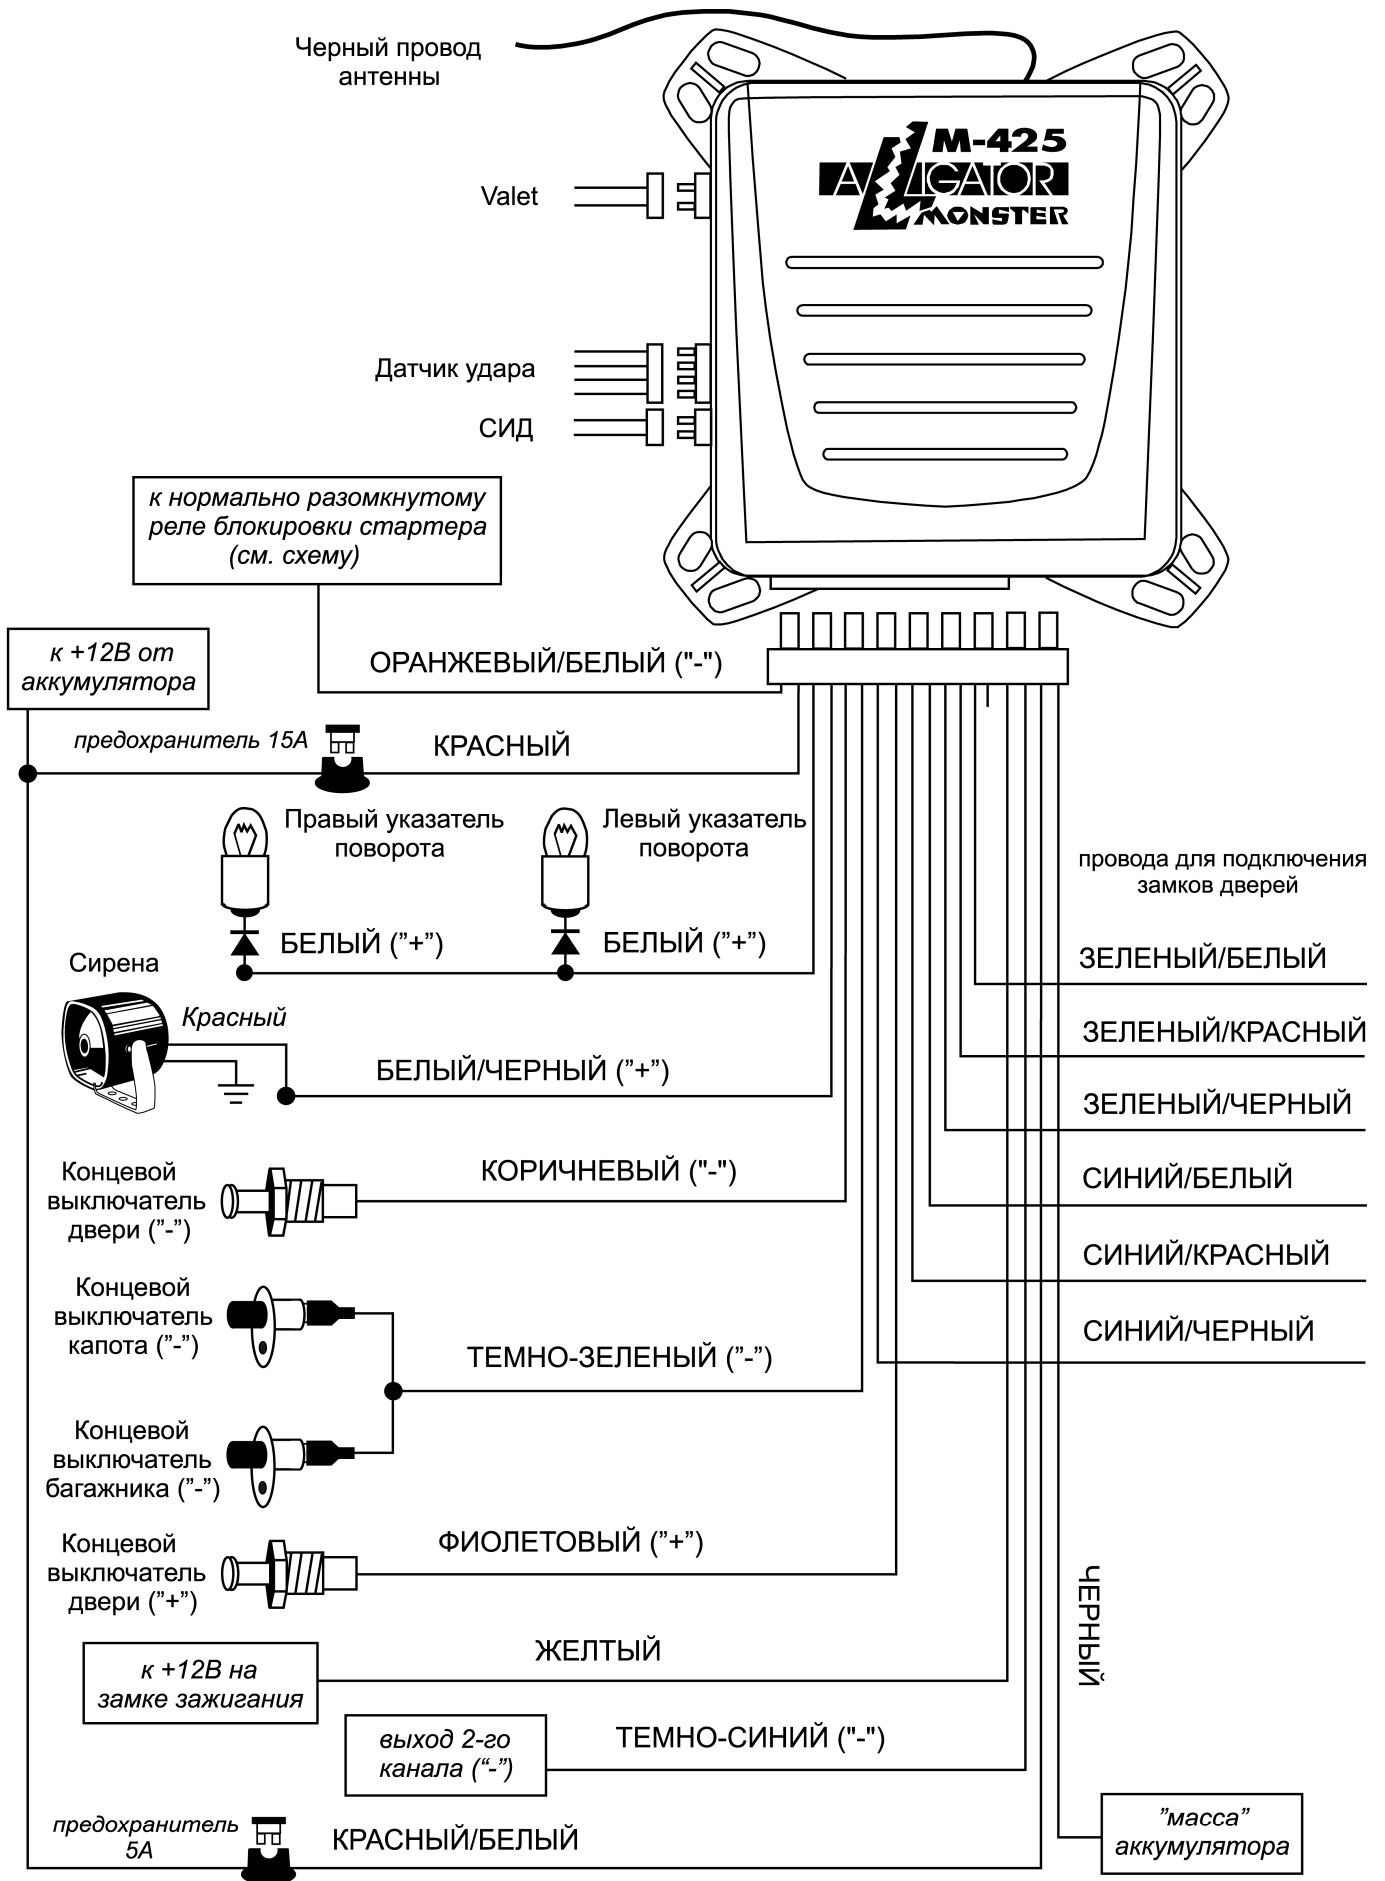 Черный провод
антенны
M-425
ALLIGATOR
MONSTER
Valet
Датчик удара
СИД
к нормально разомкнутому
реле блокировки стартера
(см. схему)
ОРАНЖЕВЫЙ/БЕЛЫЙ ("-")
к +12В от
аккумулятора
предохранитель 15А
КРАСНЫЙ
Правый указатель
поворота
Левый указатель
поворота
провода для подключения
замков дверей
БЕЛЫЙ ("+")
БЕЛЫЙ ("+")
ЗЕЛЕНЫЙ/БЕЛЫЙ
Сирена
Красный
ЗЕЛЕНЫЙ/КРАСНЫЙ
БЕЛЫЙ/ЧЕРНЫЙ ("+")
ЗЕЛЕНЫЙ/ЧЕРНЫЙ
Концевой
выключатель
двери ("-")
КОРИЧНЕВЫЙ ("-")
СИНИЙ/БЕЛЫЙ
СИНИЙ/КРАСНЫЙ
Концевой
выключатель
капота ("-")
СИНИЙ/ЧЕРНЫЙ
ТЕМНО-ЗЕЛЕНЫЙ ("-")
Концевой
выключатель
багажника ("-")
Концевой
выключатель
двери ("+")
ФИОЛЕТОВЫЙ ("+")
ЧЕРНЫЙ
к +12В на
замке зажигания
ЖЕЛТЫЙ
выход 2-го
канала ("-")
ТЕМНО-СИНИЙ ("-")
предохранитель
5А
КРАСНЫЙ/БЕЛЫЙ
"масса"
аккумулятора